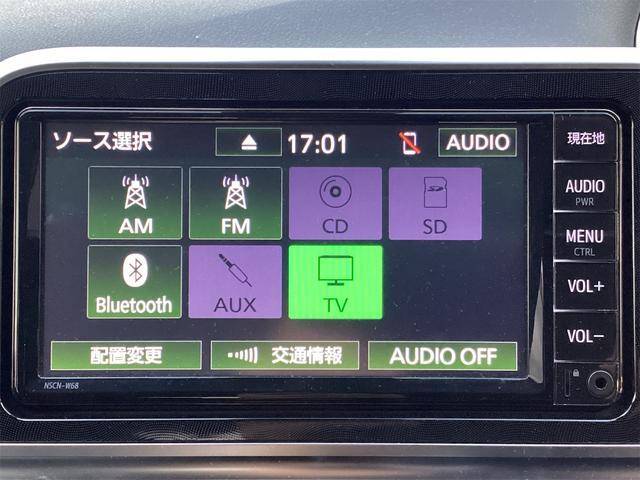 ソース選択
17:01
AUDIO
AM
FM
CD
SD
Bluetooth
AUX
TV
配置変更
交通情報
AUDIO OFF
NSCN-W68
現在地
AUDIO
PWR
MENU
CTRL
VOL+
VOL-